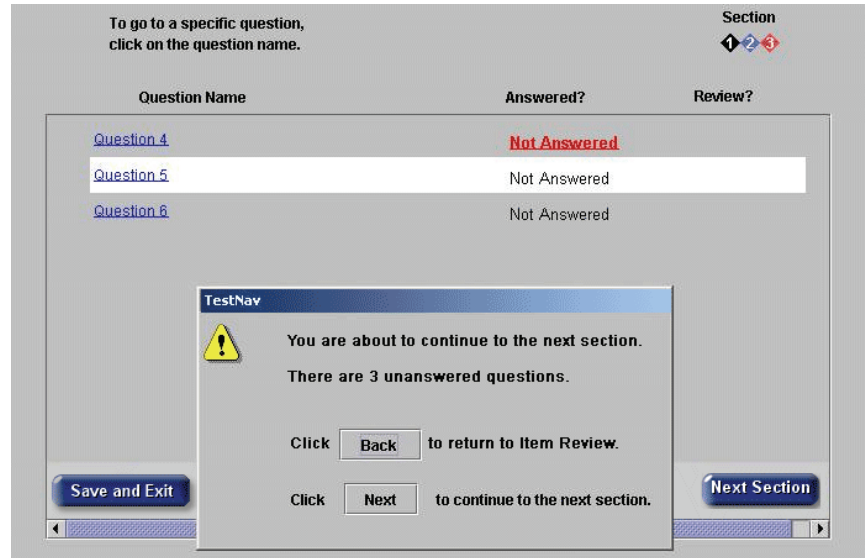 To go to a specific question,
click on the question name.
Section
1 2 3
Question Name Answered? Review?
Question 4 Not Answered
Question 5 Not Answered
Question 6 Not Answered
TestNav
You are about to continue to the next section.
There are 3 unanswered questions.
Click Back to return to Item Review.
Click Next to continue to the next section.
Save and Exit
Next Section